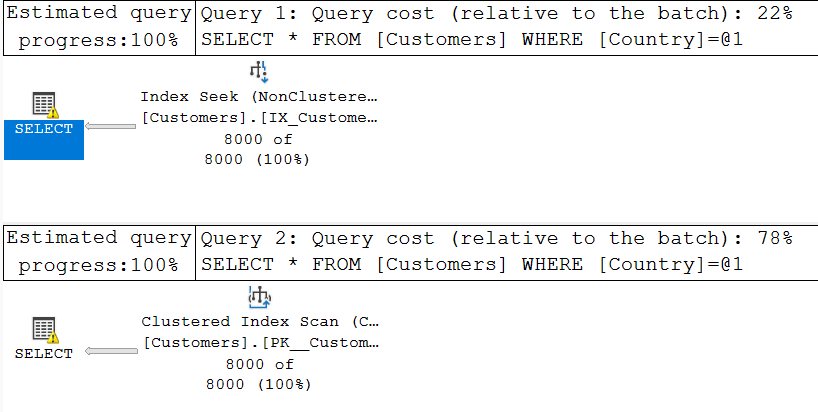 Estimated query
progress:100%
Query 1: Query cost (relative to the batch): 22%
SELECT * FROM [Customers] WHERE [Country]=@1
SELECT
Index Seek (NonClustere…
[Customers].[IX_Custome…
8000 of
8000 (100%)
Estimated query
progress:100%
Query 2: Query cost (relative to the batch): 78%
SELECT * FROM [Customers] WHERE [Country]=@1
SELECT
Clustered Index Scan (C…
[Customers].[PK__Custom…
8000 of
8000 (100%)